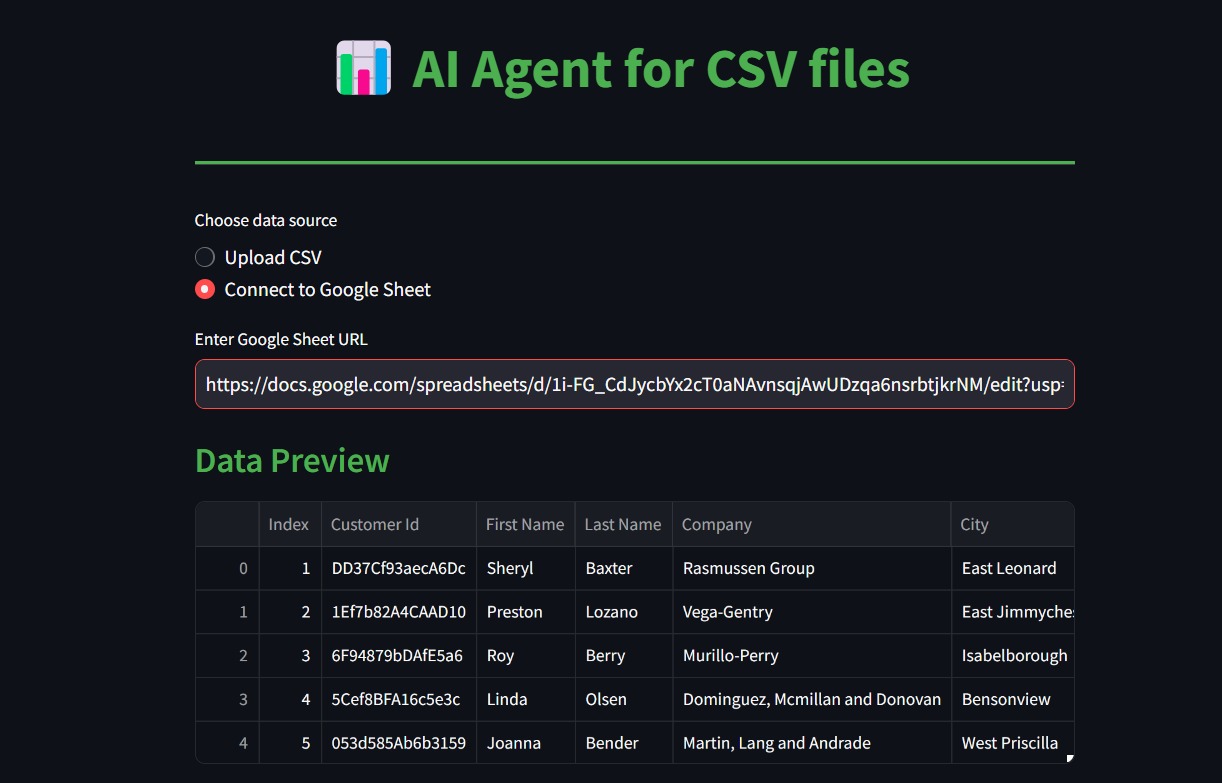 AI Agent for CSV files
Choose data source
Upload CSV
Connect to Google Sheet
Enter Google Sheet URL
https://docs.google.com/spreadsheets/d/1i-FG_CdJycbYx2cT0aNAvnsqjAwUDzqa6nsrbtjkrNM/edit?usp=
Data Preview
Index Customer Id First Name Last Name Company City
0 1 DD37Cf93aecA6Dc Sheryl Baxter Rasmussen Group East Leonard
1 2 1Ef7b82A4CAAD10 Preston Lozano Vega-Gentry East Jimmyches
2 3 6F94879bDAfE5a6 Roy Berry Murillo-Perry Isabelborough
3 4 5Cef8BFA16c5e3c Linda Olsen Dominguez, Mcmillan and Donovan Bensonview
4 5 053d585Ab6b3159 Joanna Bender Martin, Lang and Andrade West Priscilla